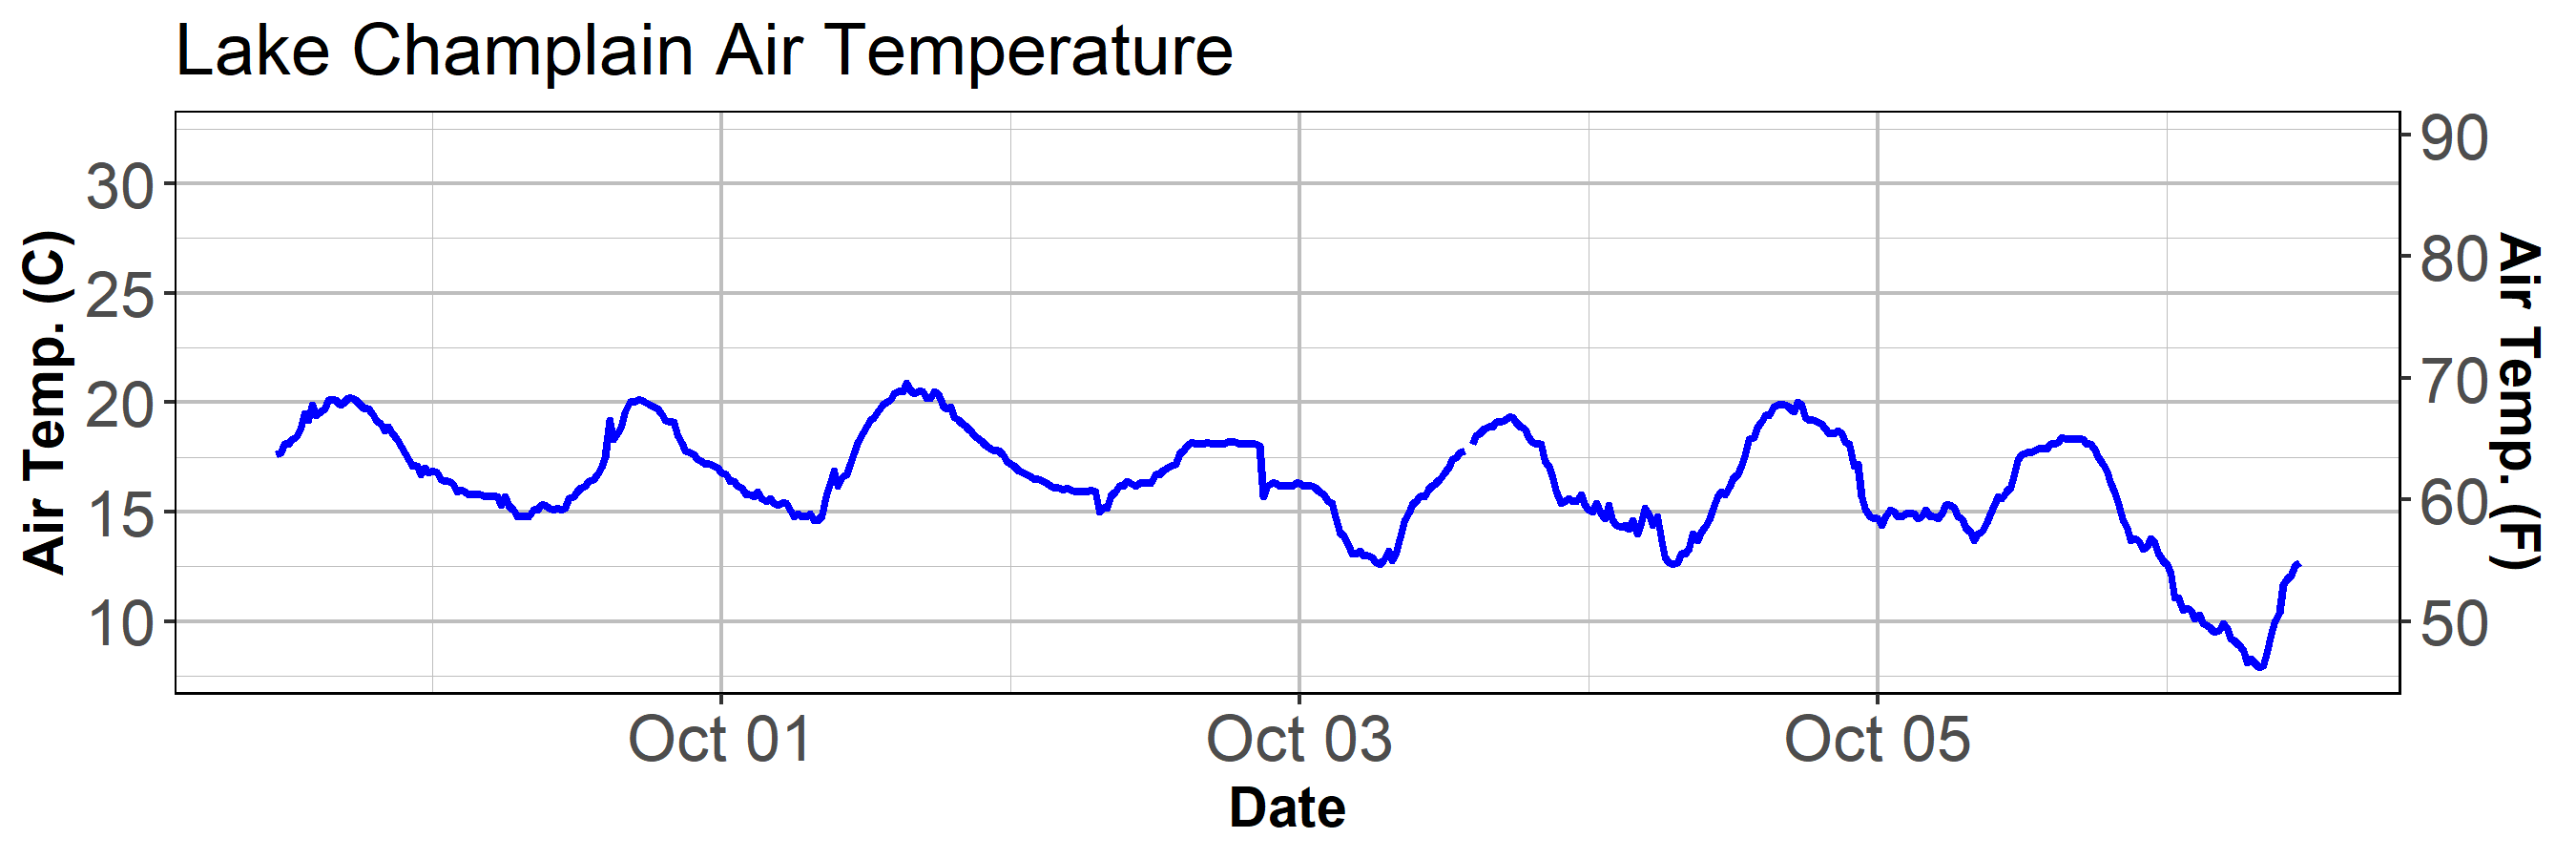 Lake Champlain Air Temperature
Air Temp. (C)
30
25
20
15
10
90
80
70
60
50
Air Temp. (F)
Oct 01
Oct 03
Oct 05
Date